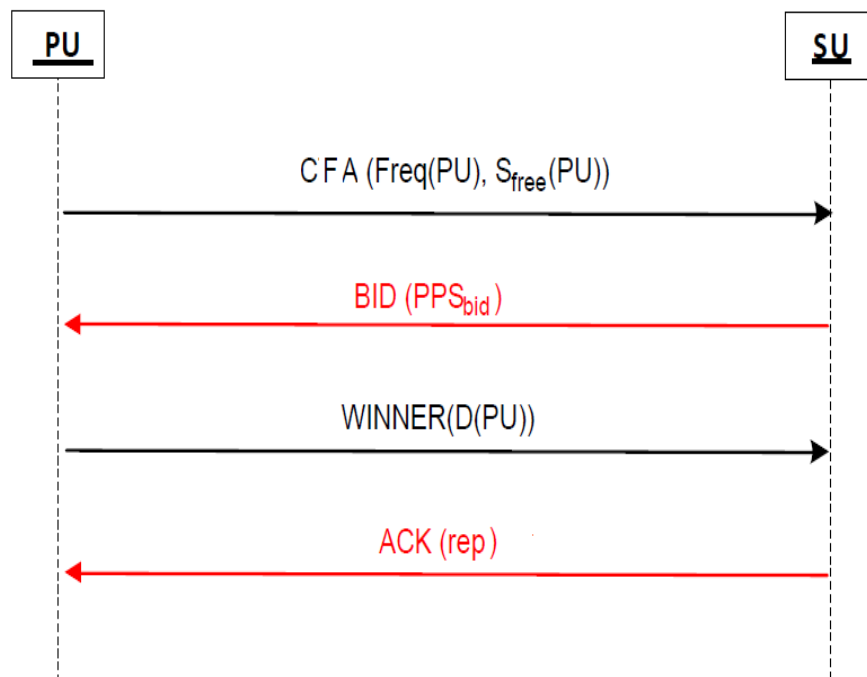 PU
SU
CFA (Freq(PU), Sfree(PU))
BID (PPSbid)
WINNER(D(PU))
ACK (rep)